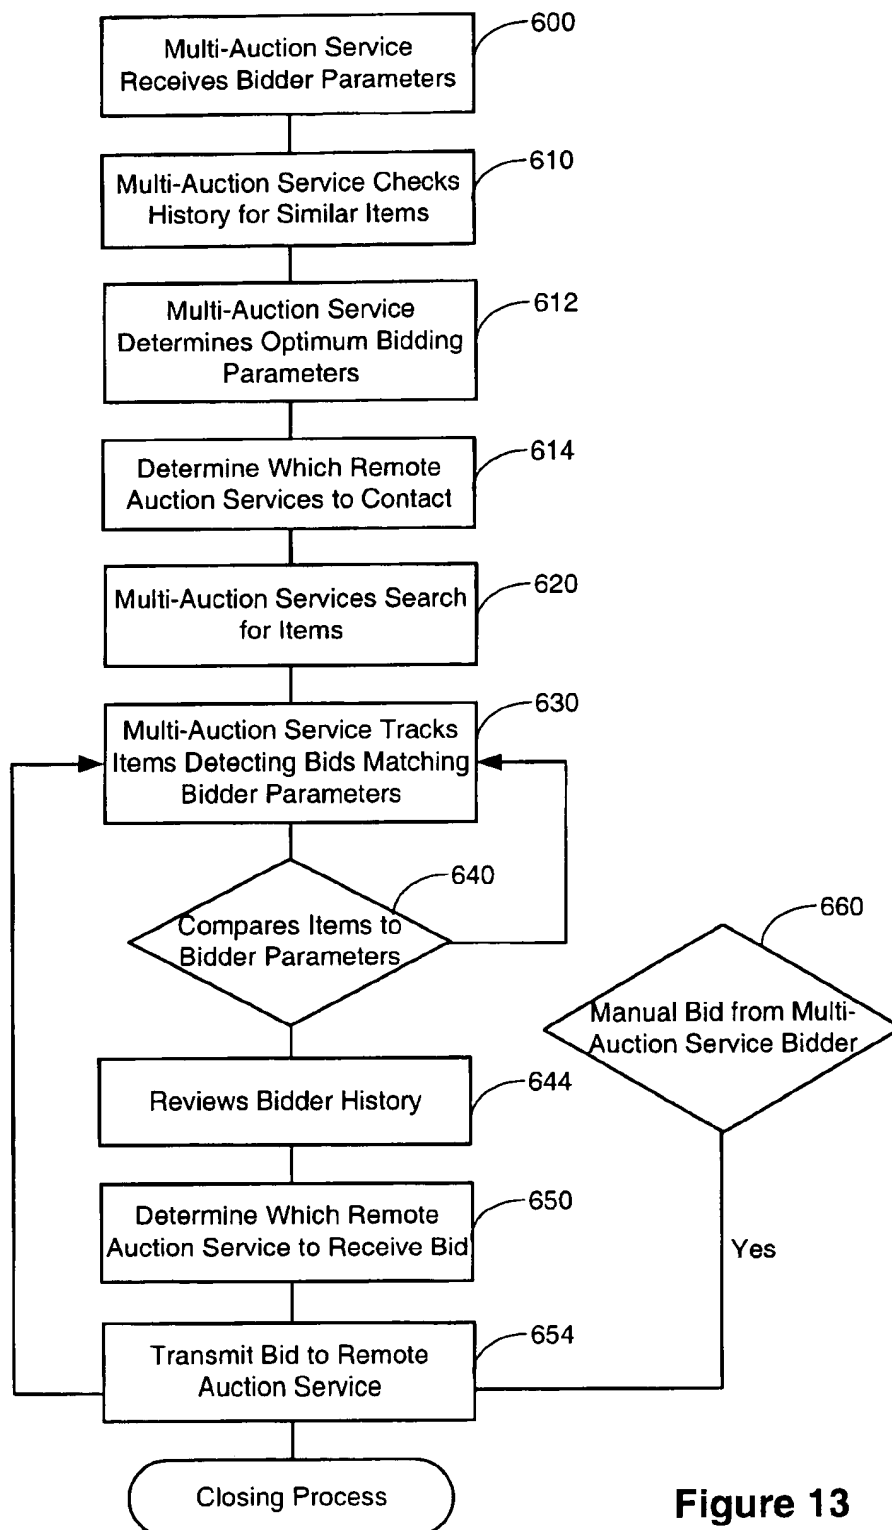 Multi-Auction Service
Receives Bidder Parameters
600
Multi-Auction Service Checks
History for Similar Items
610
Multi-Auction Service
Determines Optimum Bidding
Parameters
612
Determine Which Remote
Auction Services to Contact
614
Multi-Auction Services Search
for Items
620
Multi-Auction Service Tracks
Items Detecting Bids Matching
Bidder Parameters
630
Compares Items to
Bidder Parameters
640
Manual Bid from Multi-
Auction Service Bidder
660
Reviews Bidder History
644
Determine Which Remote
Auction Service to Receive Bid
650
Yes
Transmit Bid to Remote
Auction Service
654
Closing Process
Figure 13